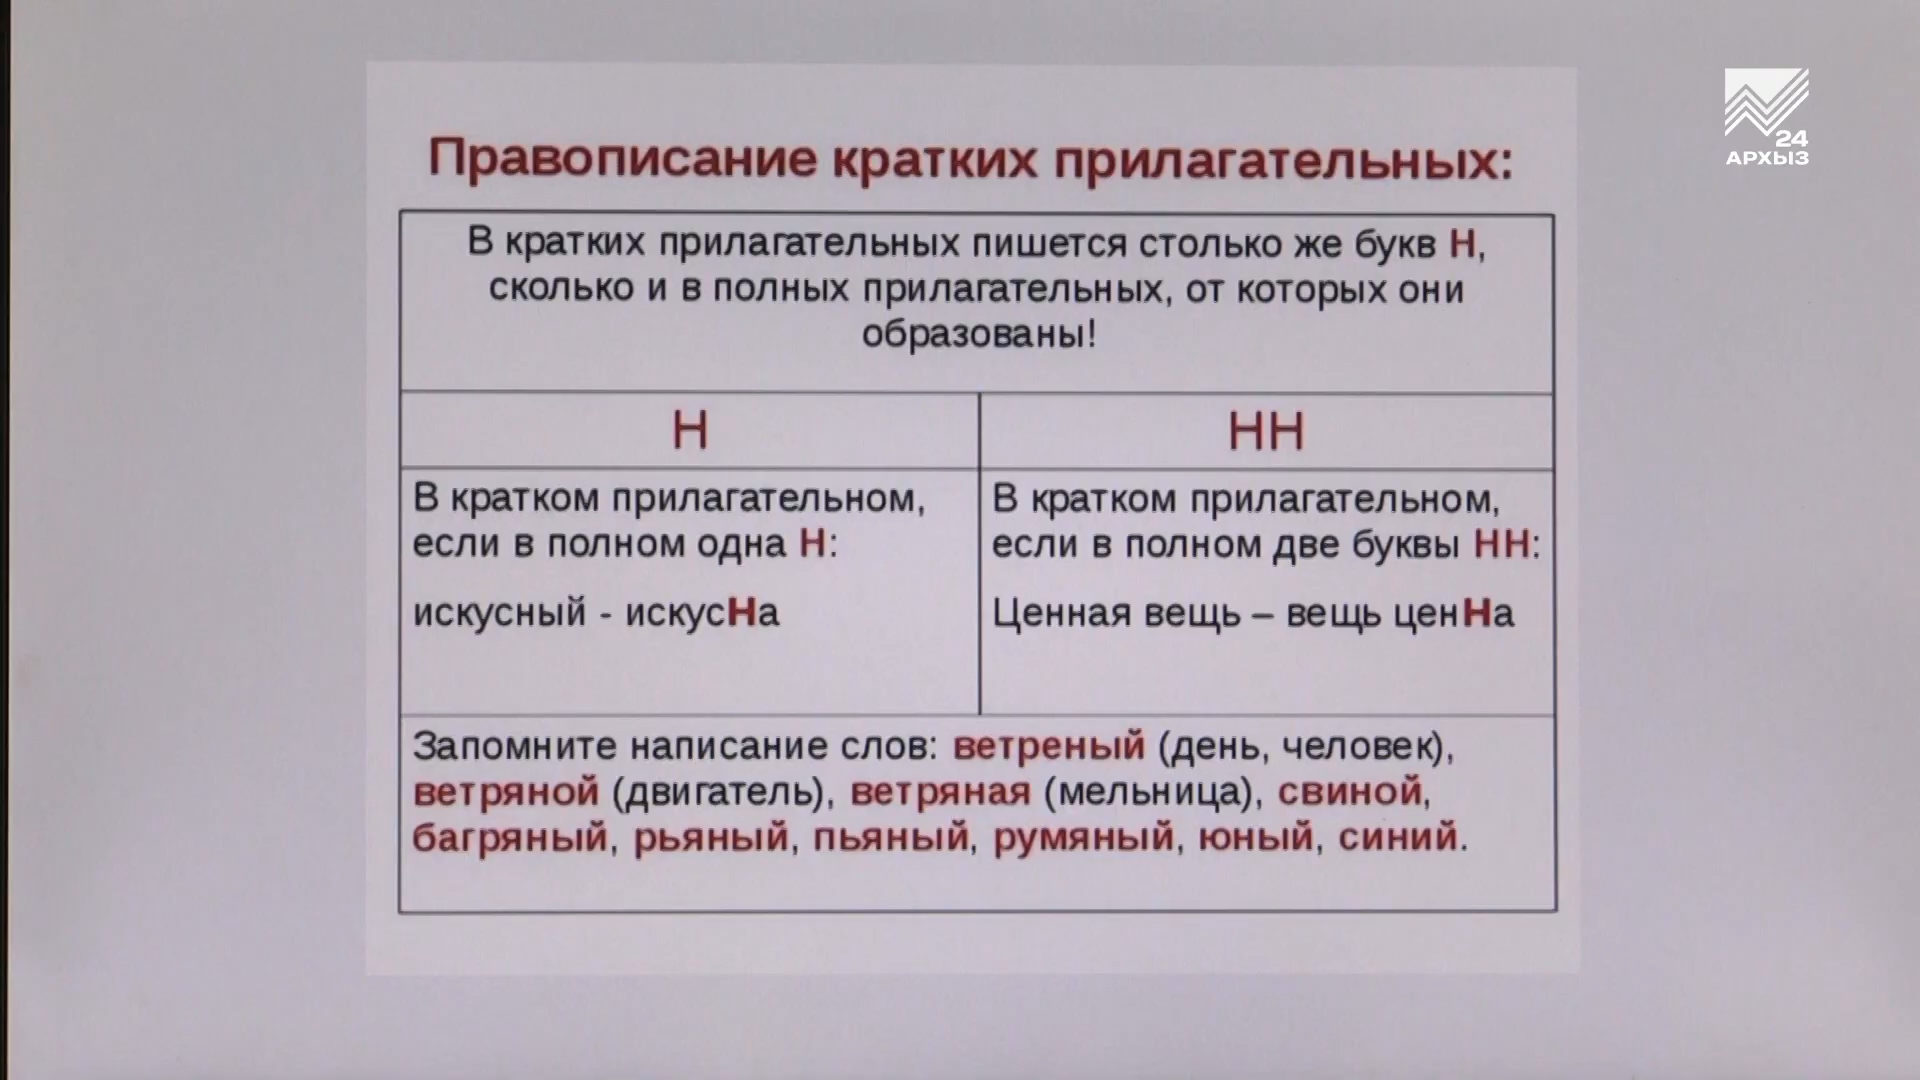 24
АРХЫЗ
Правописание кратких прилагательных:
В кратких прилагательных пишется столько же букв Н,
сколько и в полных прилагательных, от которых они
образованы!
Н
НН
В кратком прилагательном,
если в полном одна Н:
искусный - искусНа
В кратком прилагательном,
если в полном две буквы НН:
Ценная вещь – вещь ценНа
Запомните написание слов: ветреный (день, человек),
ветряной (двигатель), ветряная (мельница), свиной,
багряный, рьяный, пьяный, румяный, юный, синий.